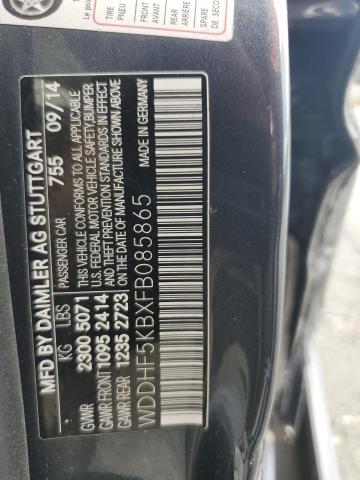 TIRE
PNEU
FRONT
AVANT
REAR
ARRIÈRE
SPARE
DE SECO
MFD BY DAIMLER AG STUTTGART
PASSENGER CAR 755 09/14
KG LBS THIS VEHICLE CONFORMS TO ALL APPLICABLE
GVWR 2300 5071 U.S. FEDERAL MOTOR VEHICLE SAFETY, BUMPER
GAWR FRONT 1095 2414 AND THEFT PREVENTION STANDARDS IN EFFECT
GAWR REAR 1235 2723 ON THE DATE OF MANUFACTURE SHOWN ABOVE
WDDHF5KBXFB085865 MADE IN GERMANY